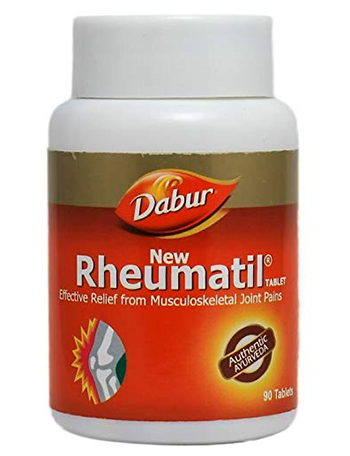 Dabur
New
Rheumatil®
TABLET
Effective Relief from Musculoskeletal Joint Pains
Authentic
AYURVEDA
90 Tablets